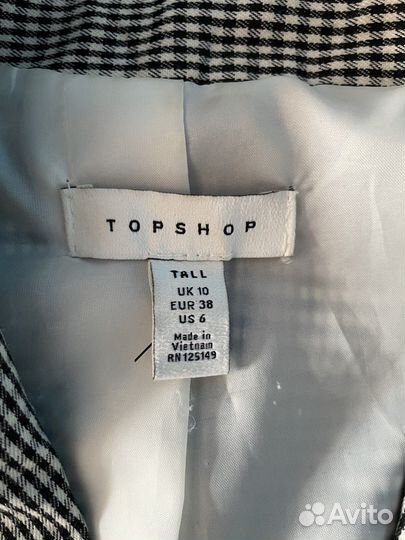 TOPSHOP
TALL
UK 10
EUR 38
US 6
Made in
Vietnam
RN 125149
Avito